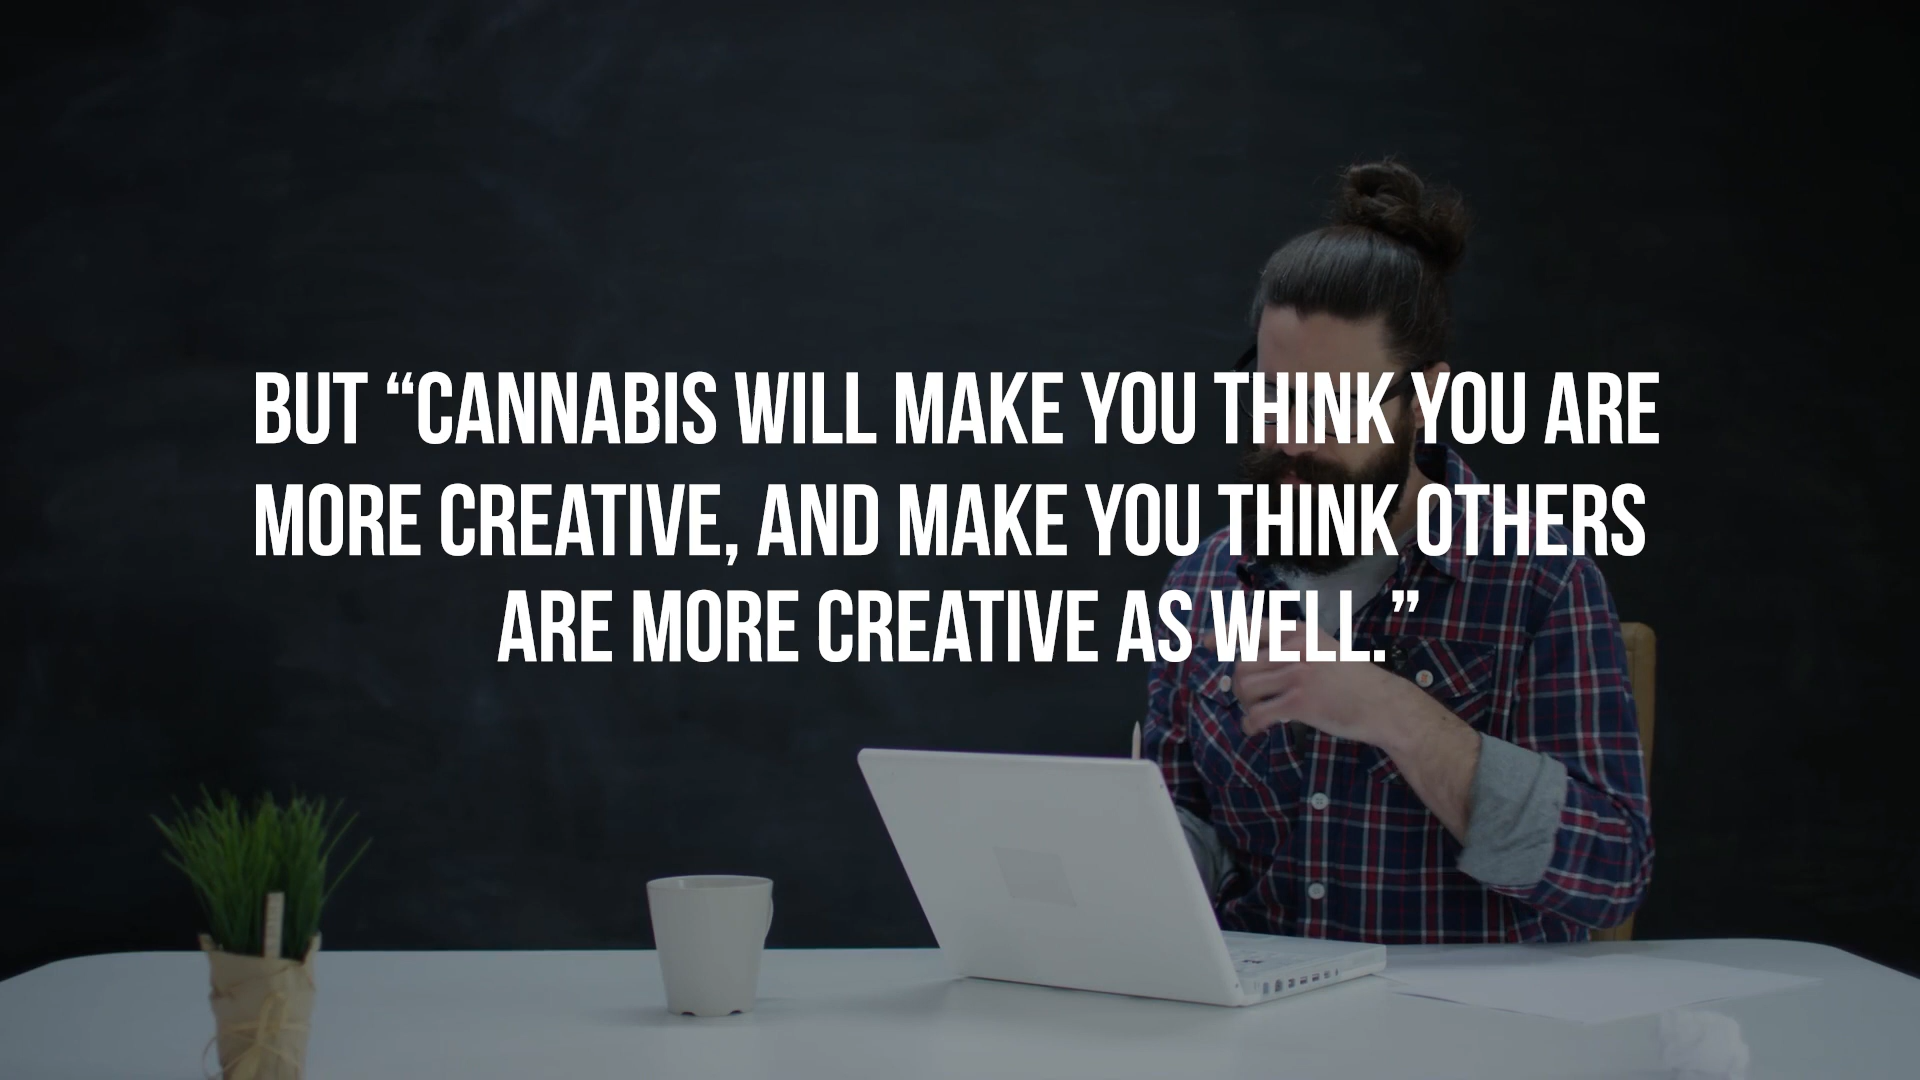 BUT “CANNABIS WILL MAKE YOU THINK YOU ARE
MORE CREATIVE, AND MAKE YOU THINK OTHERS
ARE MORE CREATIVE AS WELL.”